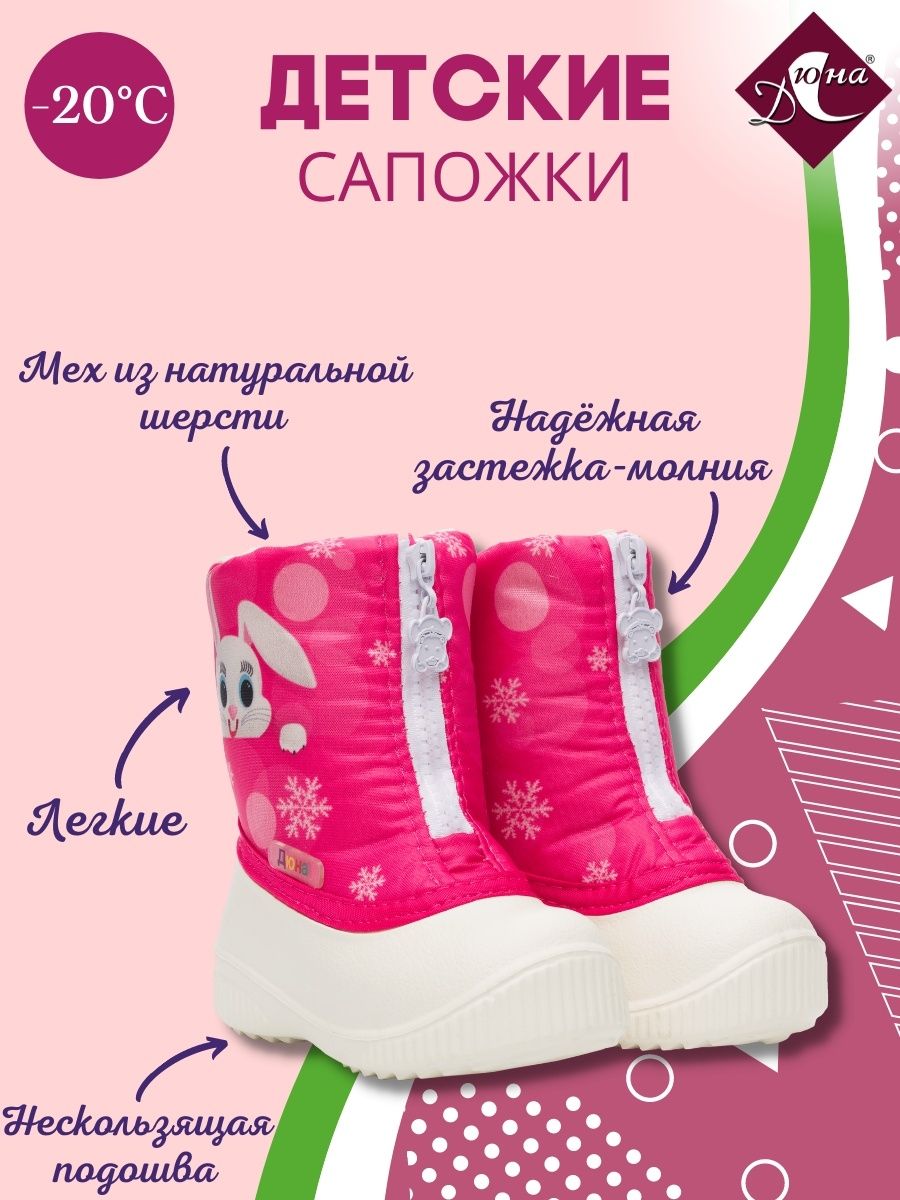 -20°C
ДЕТСКИЕ
САПОЖКИ
Дюна®
Мех из натуральной
шерсти
Надёжная
застежка-молния
Легкие
Дюна
Нескользящая
подошва